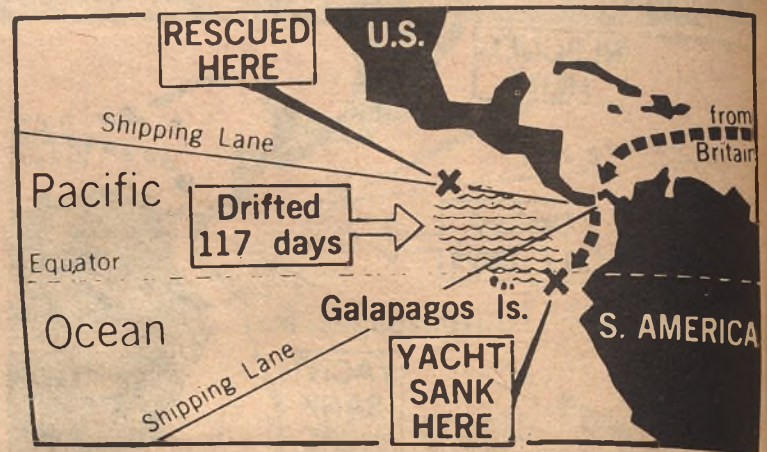 RESCUED
HERE
U.S.
from
Britain
Shipping Lane
Pacific
Drifted
117 days
Equator
Galapagos Is.
Ocean
S. AMERICA
YACHT
SANK
HERE
Shipping Lane